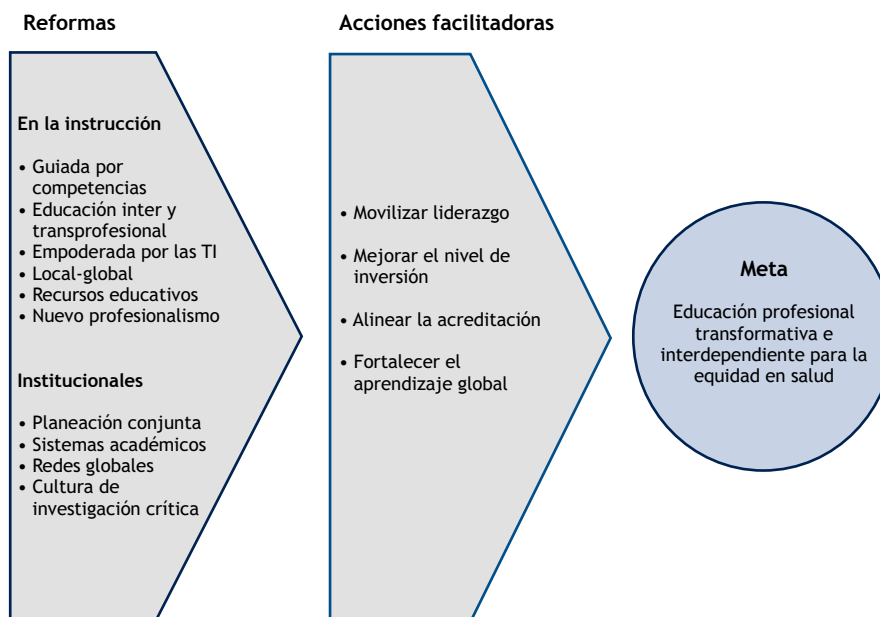 Reformas
En la instrucción
• Guiada por
competencias
• Educación inter y
transprofesional
• Empoderada por las TI
• Local-global
• Recursos educativos
• Nuevo profesionalismo
Institucionales
• Planeación conjunta
• Sistemas académicos
• Redes globales
• Cultura de
investigación crítica
Acciones facilitadoras
• Movilizar liderazgo
• Mejorar el nivel de
inversión
• Alinear la acreditación
• Fortalecer el
aprendizaje global
Meta
Educación profesional
transformativa e
interdependiente para la
equidad en salud